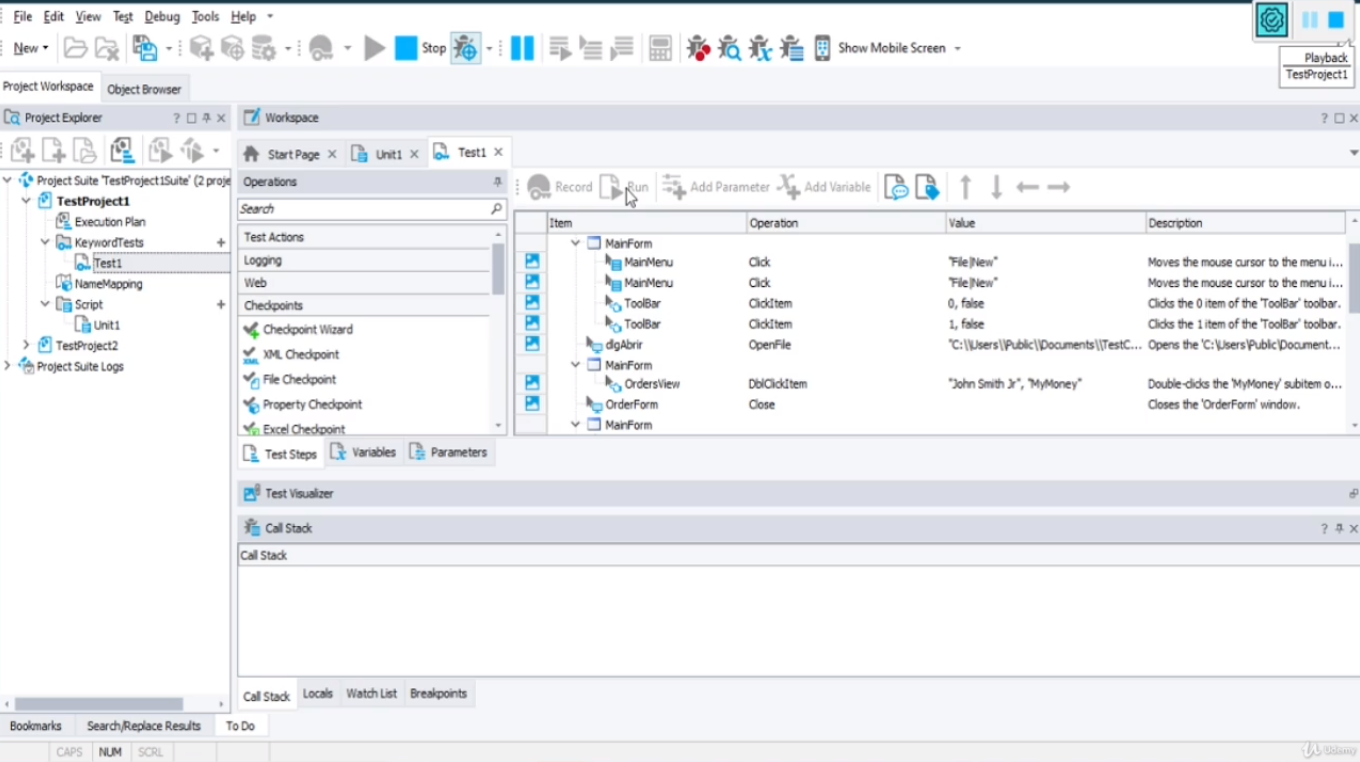 File Edit View Test Debug Tools Help
New Stop Show Mobile Screen
Playback
TestProject1
Project Workspace Object Browser
Project Explorer
Workspace
Start Page Unit1 Test1
Operations
Record Run Add Parameter Add Variable
Search
Test Actions
Logging
Web
Checkpoints
Checkpoint Wizard
XML Checkpoint
File Checkpoint
Property Checkpoint
Excel Checkpoint
Project Suite 'TestProject1Suite' (2 proje
TestProject1
Execution Plan
KeywordTests
Test1
NameMapping
Script
Unit1
TestProject2
Project Suite Logs
Item Operation Value Description
MainForm
MainMenu Click "File|New" Moves the mouse cursor to the menu i...
MainMenu Click "File|New" Moves the mouse cursor to the menu i...
ToolBar ClickItem 0, false Clicks the 0 item of the 'ToolBar' toolbar.
ToolBar ClickItem 1, false Clicks the 1 item of the 'ToolBar' toolbar.
dlgAbrir OpenFile "C:\\Users\\Public\\Documents\\TestC... Opens the 'C:\Users\Public\Document...
MainForm
OrdersView DblClickItem "John Smith Jr", "MyMoney" Double-clicks the 'MyMoney' subitem o...
OrderForm Close Closes the 'OrderForm' window.
MainForm
Test Steps Variables Parameters
Test Visualizer
Call Stack
Call Stack
Call Stack Locals Watch List Breakpoints
Bookmarks Search/Replace Results To Do
CAPS NUM SCRL
Udemy